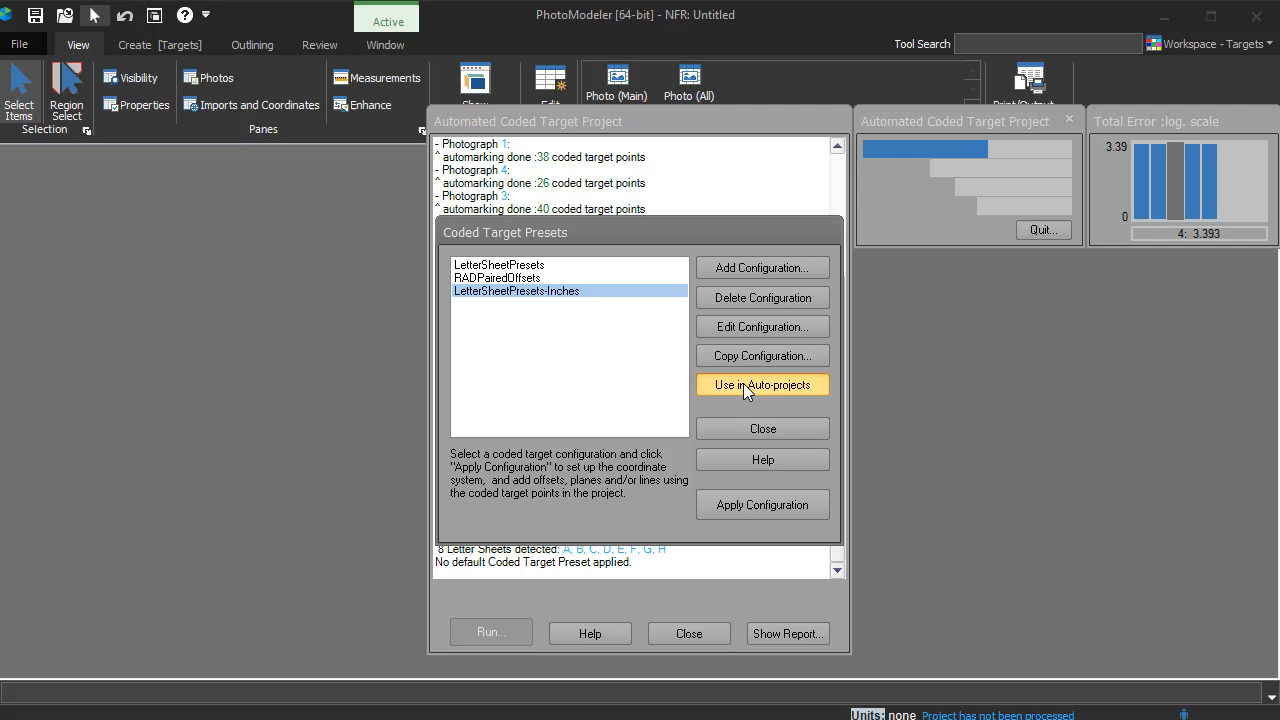 PhotoModeler [64-bit] - NFR: Untitled
Active
File
View
Create [Targets]
Outlining
Review
Window
Tool Search
Workspace - Targets
Select Items
Region Select
Selection
Visibility
Properties
Photos
Imports and Coordinates
Panes
Measurements
Enhance
Show
Edit
Photo (Main)
Photo (All)
Print/Output
Automated Coded Target Project
- Photograph 1:
^ automarking done :38 coded target points
- Photograph 4:
^ automarking done :26 coded target points
- Photograph 3:
^ automarking done :40 coded target points
Coded Target Presets
LetterSheetPresets
RADPairedOffsets
LetterSheetPresets-Inches
Add Configuration...
Delete Configuration
Edit Configuration...
Copy Configuration...
Use in Auto-projects
Close
Help
Apply Configuration
Select a coded target configuration and click
"Apply Configuration" to set up the coordinate
system, and add offsets, planes and/or lines using
the coded target points in the project.
8 Letter Sheets detected: A, B, C, D, E, F, G, H
No default Coded Target Preset applied.
Run...
Help
Close
Show Report...
Automated Coded Target Project
Quit...
Total Error :log. scale
3.39
0
4: 3.393
Units: none
Project has not been processed